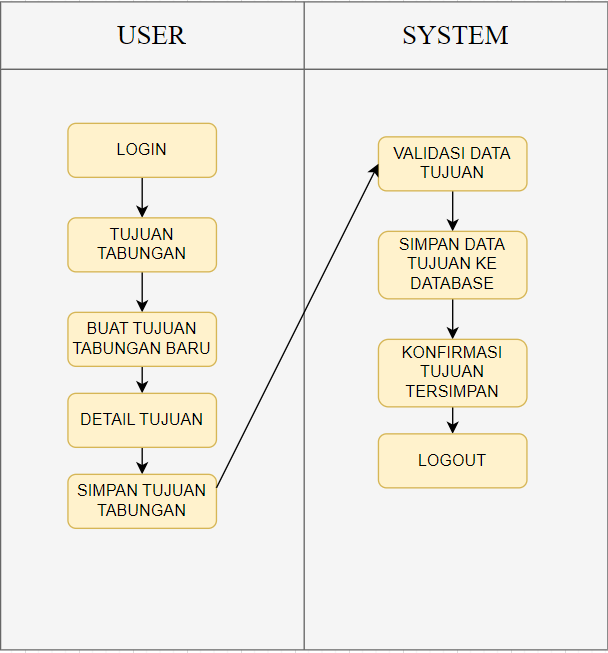 USER
SYSTEM
LOGIN
TUJUAN
TABUNGAN
BUAT TUJUAN
TABUNGAN BARU
DETAIL TUJUAN
SIMPAN TUJUAN
TABUNGAN
VALIDASI DATA
TUJUAN
SIMPAN DATA
TUJUAN KE
DATABASE
KONFIRMASI
TUJUAN
TERSIMPAN
LOGOUT